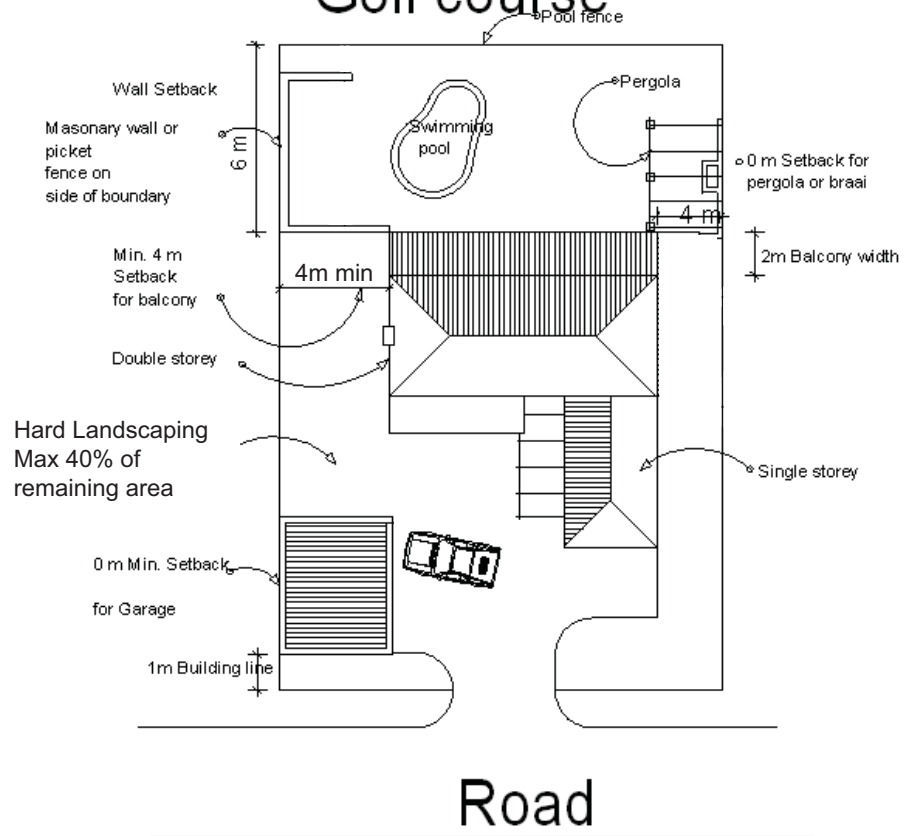 Golf course
Pool fence
Wall Setback
Masonary wall or
picket
fence on
side of boundary
6 m
Swimming
pool
Pergola
0 m Setback for
pergola or braai
4 m
2m Balcony width
Min. 4 m
Setback
for balcony
4m min
Double storey
Hard Landscaping
Max 40% of
remaining area
Single storey
0 m Min. Setback
for Garage
1m Building line
Road